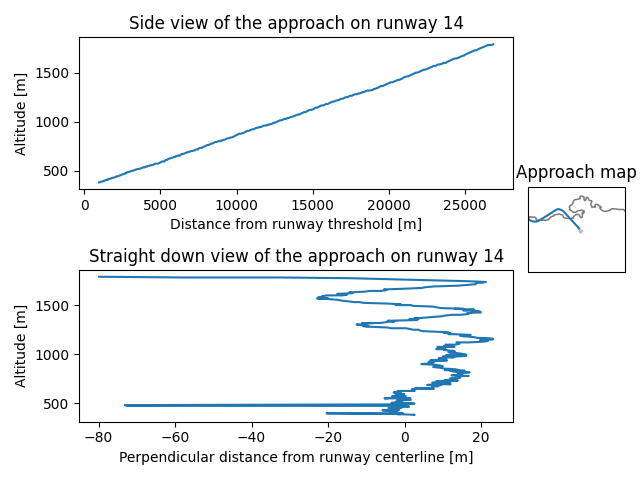 Side view of the approach on runway 14
Altitude [m]
1500
1000
500
0
5000
10000
15000
20000
25000
Distance from runway threshold [m]
Approach map
Straight down view of the approach on runway 14
Altitude [m]
1500
1000
500
−80
−60
−40
−20
0
20
Perpendicular distance from runway centerline [m]